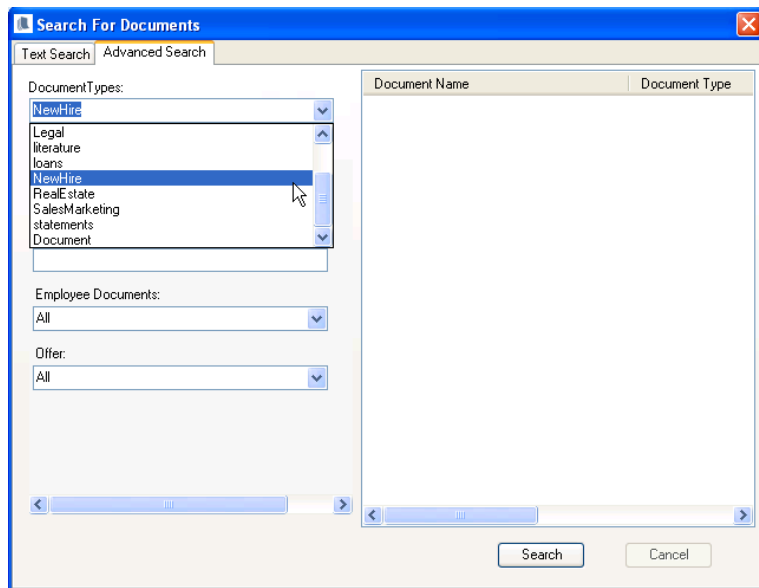 Search For Documents
Text Search
Advanced Search
DocumentTypes:
NewHire
Legal
literature
loans
NewHire
RealEstate
SalesMarketing
statements
Document
Employee Documents:
All
Offer:
All
Document Name
Document Type
Search
Cancel